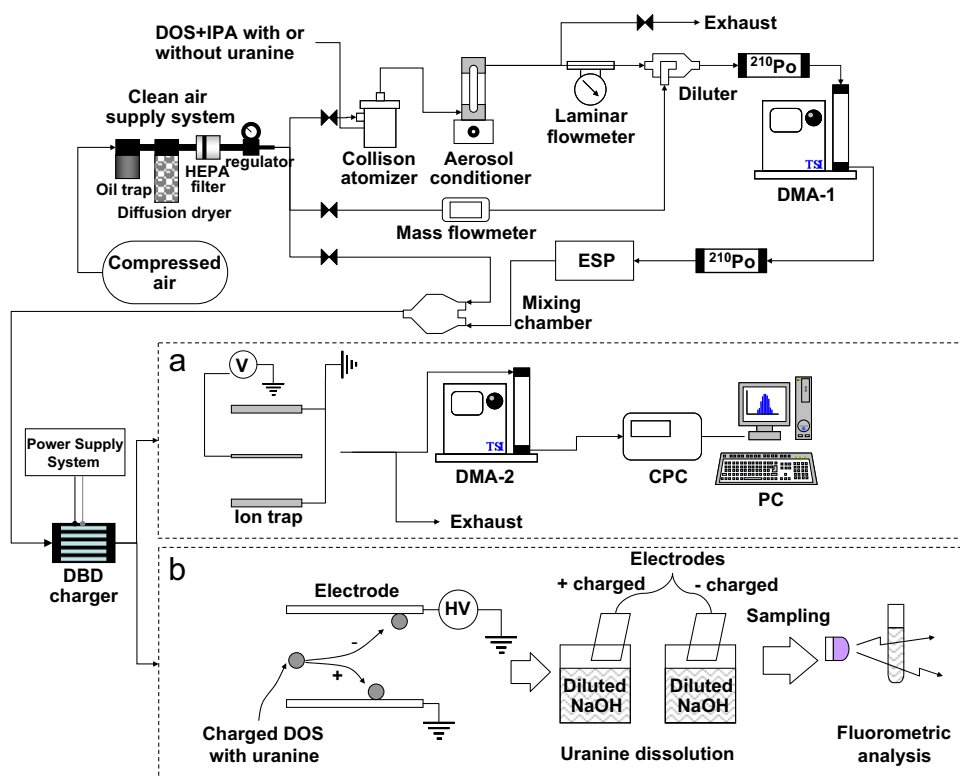 DOS+IPA with or
without uranine
Exhaust
Clean air
supply system
Oil trap
HEPA
filter
regulator
Diffusion dryer
Compressed
air
Collison
atomizer
Aerosol
conditioner
Laminar
flowmeter
Diluter
²¹⁰Po
TSI
DMA-1
Mass flowmeter
ESP
²¹⁰Po
Mixing
chamber
a
V
Ion trap
TSI
DMA-2
CPC
PC
Exhaust
Power Supply
System
DBD
charger
b
Electrode
HV
-
+
Charged DOS
with uranine
Electrodes
+ charged
- charged
Diluted
NaOH
Diluted
NaOH
Uranine dissolution
Sampling
Fluorometric
analysis